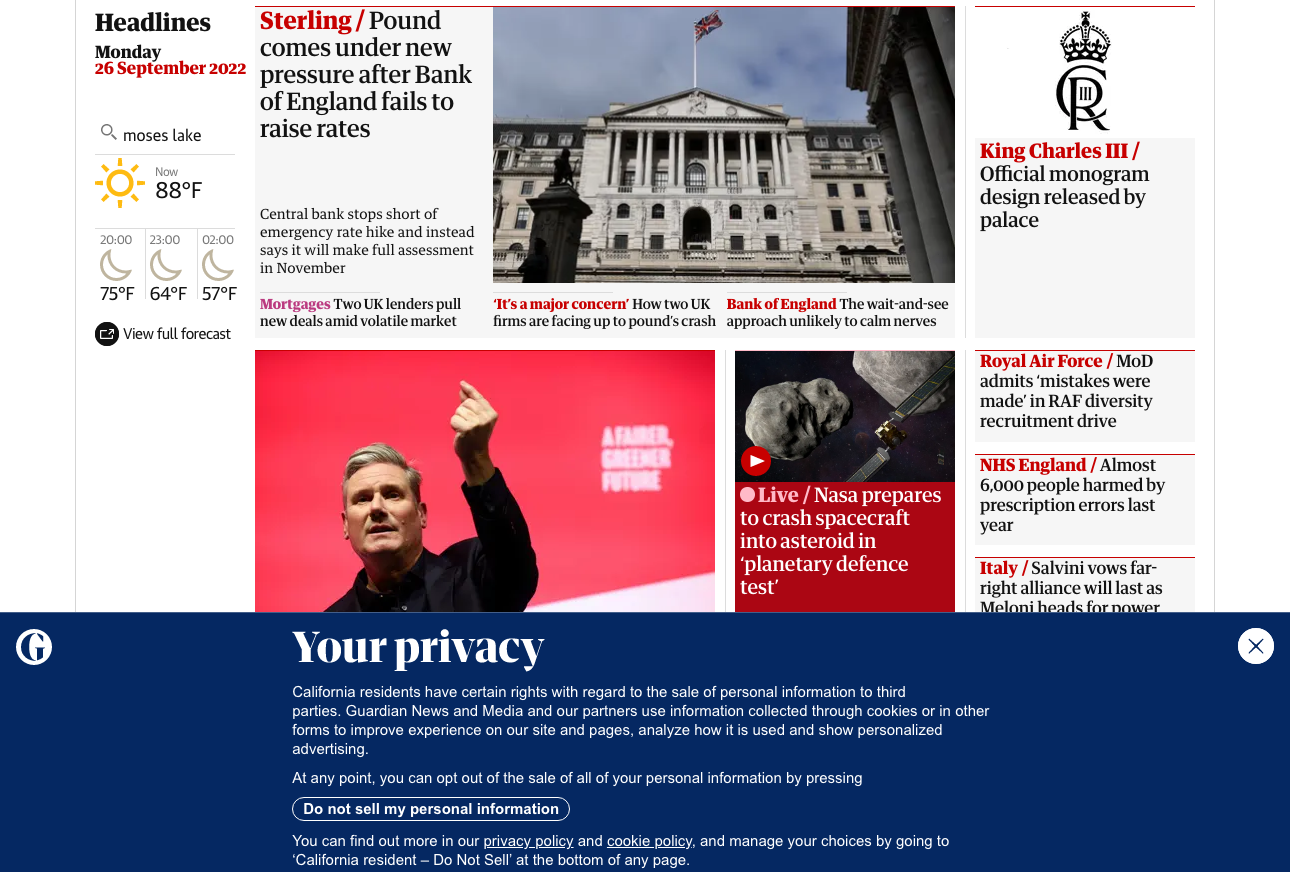 Headlines
Monday
26 September 2022
moses lake
Now
88°F
20:00
23:00
02:00
75°F
64°F
57°F
View full forecast
Sterling / Pound
comes under new
pressure after Bank
of England fails to
raise rates
Central bank stops short of
emergency rate hike and instead
says it will make full assessment
in November
Mortgages Two UK lenders pull
new deals amid volatile market
‘It’s a major concern’ How two UK
firms are facing up to pound’s crash
Bank of England The wait-and-see
approach unlikely to calm nerves
C III R
King Charles III /
Official monogram
design released by
palace
A FAIRER,
GREENER
FUTURE
Live / Nasa prepares
to crash spacecraft
into asteroid in
‘planetary defence
test’
Royal Air Force / MoD
admits ‘mistakes were
made’ in RAF diversity
recruitment drive
NHS England / Almost
6,000 people harmed by
prescription errors last
year
Italy / Salvini vows far-
right alliance will last as
Meloni heads for power
G
Your privacy
California residents have certain rights with regard to the sale of personal information to third
parties. Guardian News and Media and our partners use information collected through cookies or in other
forms to improve experience on our site and pages, analyze how it is used and show personalized
advertising.
At any point, you can opt out of the sale of all of your personal information by pressing
Do not sell my personal information
You can find out more in our privacy policy and cookie policy, and manage your choices by going to
‘California resident – Do Not Sell’ at the bottom of any page.